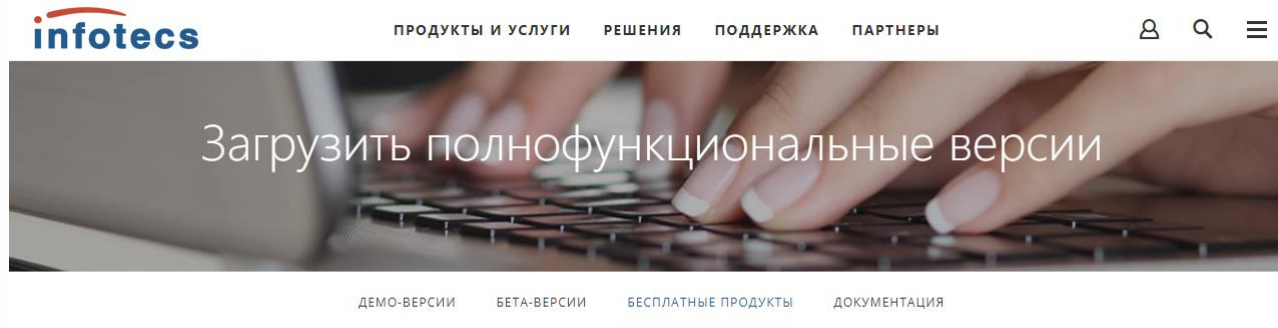 infotecs
ПРОДУКТЫ И УСЛУГИ РЕШЕНИЯ ПОДДЕРЖКА ПАРТНЕРЫ
Загрузить полнофункциональные версии
ДЕМО-ВЕРСИИ БЕТА-ВЕРСИИ БЕСПЛАТНЫЕ ПРОДУКТЫ ДОКУМЕНТАЦИЯ